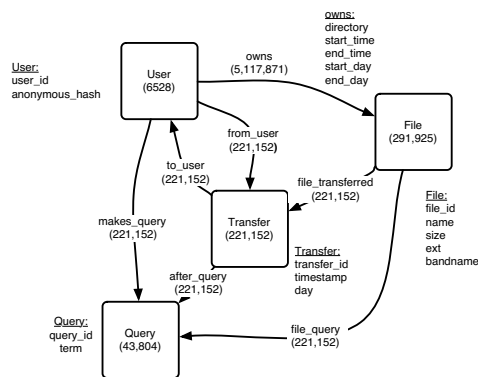 owns:
directory
start_time
end_time
start_day
end_day
User:
user_id
anonymous_hash
User
(6528)
owns
(5,117,871)
File
(291,925)
from_user
(221,152)
to_user
(221,152)
file_transferred
(221,152)
File:
file_id
name
size
ext
bandname
makes_query
(221,152)
Transfer
(221,152)
Transfer:
transfer_id
timestamp
day
after_query
(221,152)
Query:
query_id
term
Query
(43,804)
file_query
(221,152)